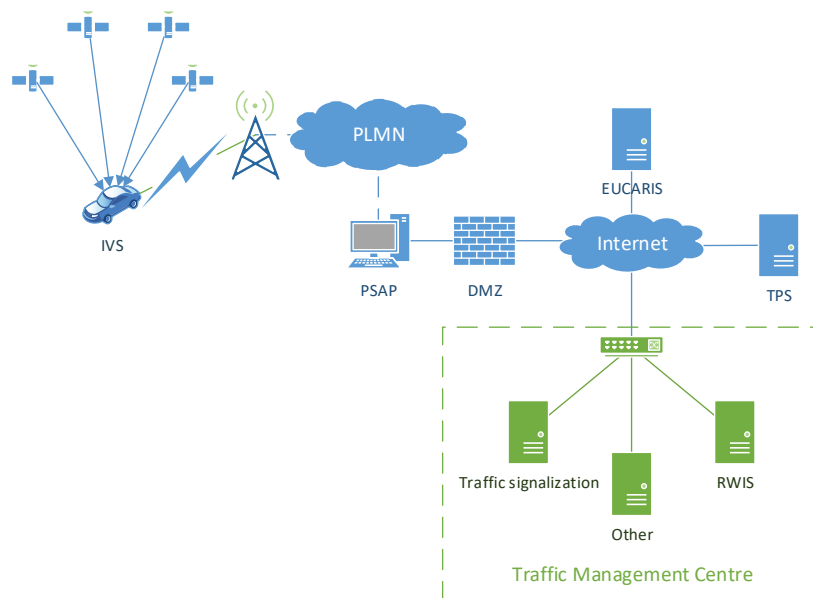 PLMN
EUCARIS
IVS
Internet
PSAP
DMZ
TPS
Traffic signalization
RWIS
Other
Traffic Management Centre